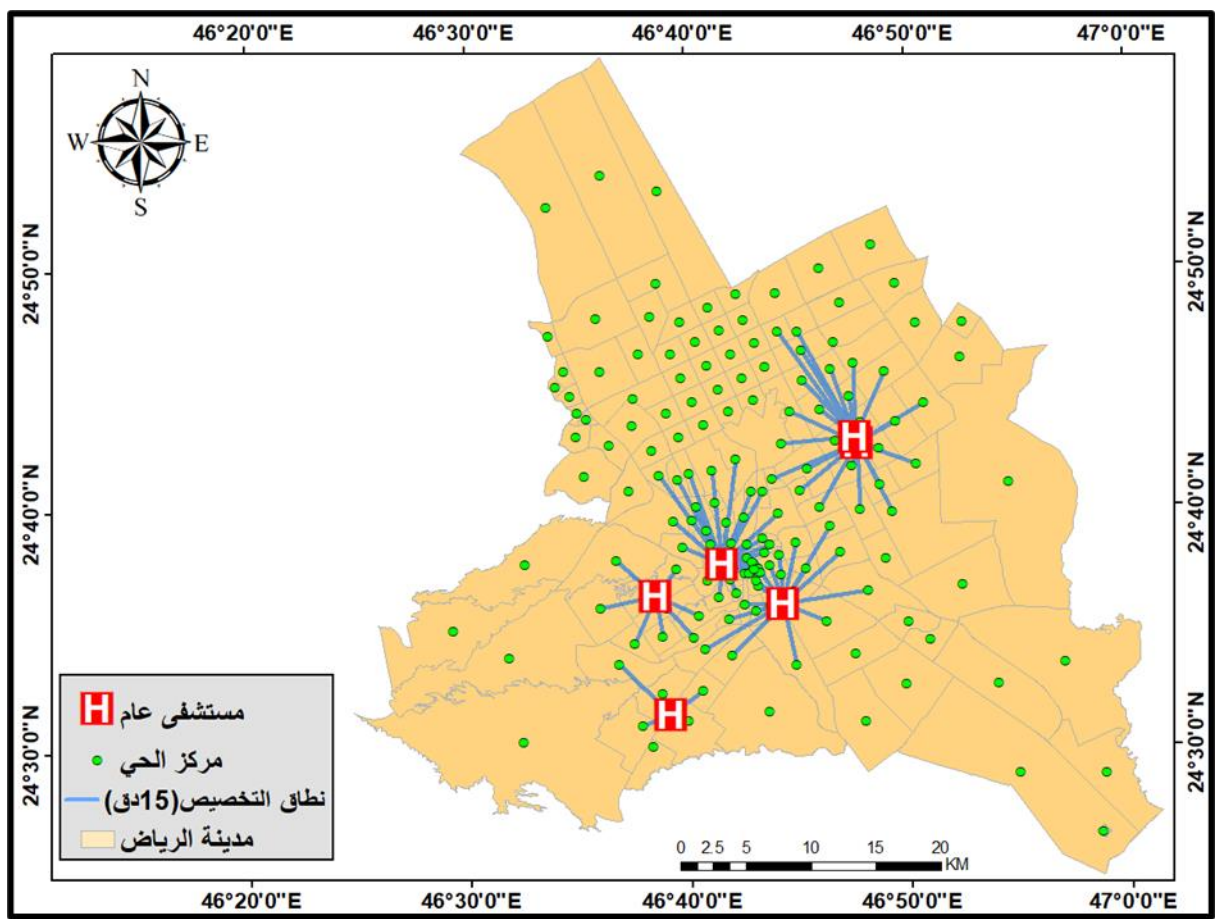 46°20'0"E 46°30'0"E 46°40'0"E 46°50'0"E 47°0'0"E
N
W E
S
24°50'0"N 24°50'0"N
24°40'0"N 24°40'0"N
24°30'0"N 24°30'0"N
H
H
H
H
H
H مستشفى عام
مركز الحي
نطاق التخصيص(15دق)
مدينة الرياض
0 2.5 5 10 15 20
KM
46°20'0"E 46°30'0"E 46°40'0"E 46°50'0"E 47°0'0"E